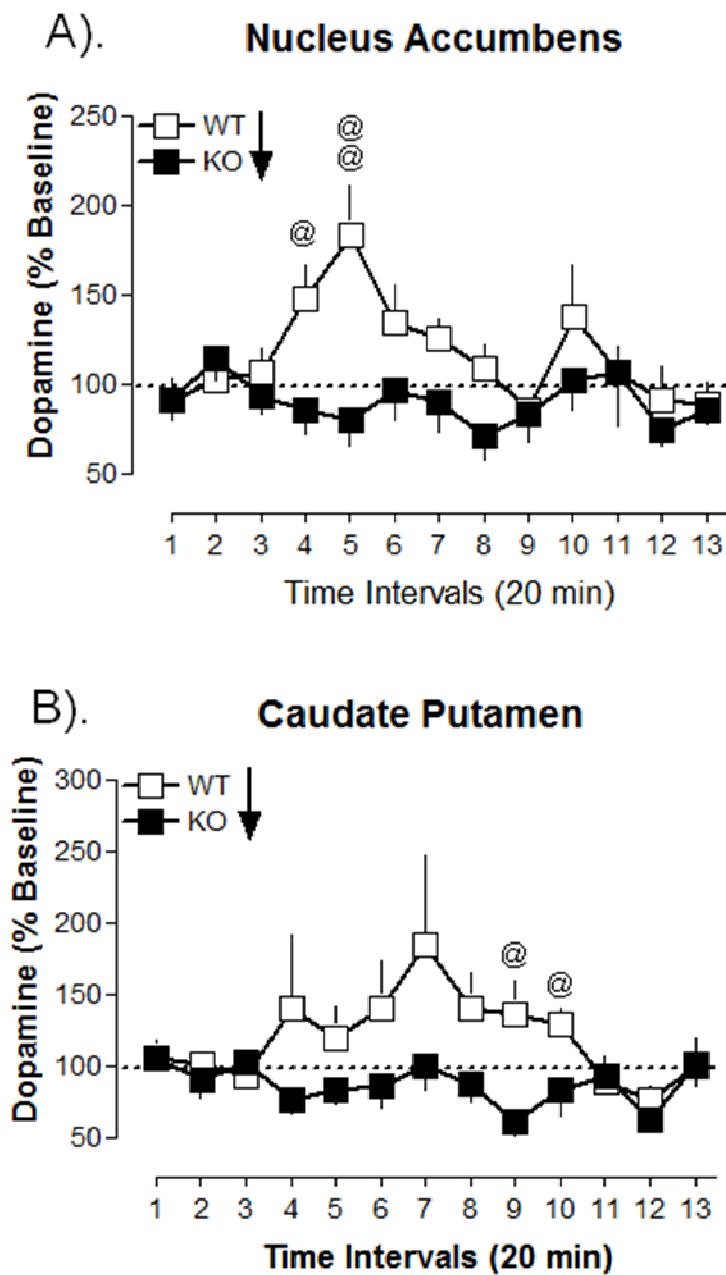 A).
Nucleus Accumbens
Dopamine (% Baseline)
250
200
150
100
50
WT
KO
@
@
@
1 2 3 4 5 6 7 8 9 10 11 12 13
Time Intervals (20 min)
B).
Caudate Putamen
Dopamine (% Baseline)
300
250
200
150
100
50
WT
KO
@
@
1 2 3 4 5 6 7 8 9 10 11 12 13
Time Intervals (20 min)